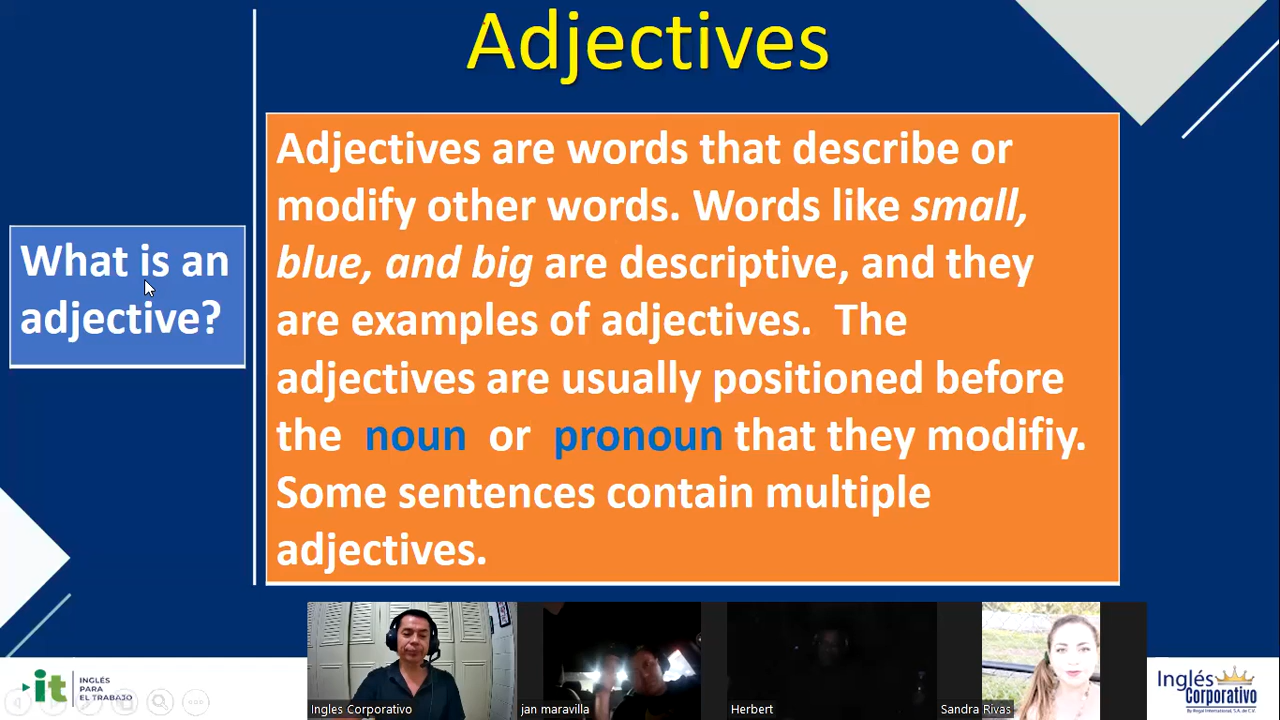 Adjectives
What is an
adjective?
Adjectives are words that describe or
modify other words. Words like small,
blue, and big are descriptive, and they
are examples of adjectives. The
adjectives are usually positioned before
the noun or pronoun that they modifiy.
Some sentences contain multiple
adjectives.
Ingles Corporativo
jan maravilla
Herbert
Sandra Rivas
it
INGLÉS
PARA
EL TRABAJO
Inglés
Corporativo
By Regal International, S.A. de C.V.